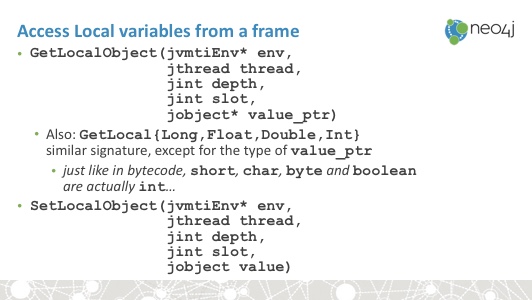 Access Local variables from a frame
neo4j
• GetLocalObject(jvmtiEnv* env,
jthread thread,
jint depth,
jint slot,
jobject* value_ptr)
• Also: GetLocal{Long,Float,Double,Int}
similar signature, except for the type of value_ptr
• just like in bytecode, short, char, byte and boolean
are actually int…
• SetLocalObject(jvmtiEnv* env,
jthread thread,
jint depth,
jint slot,
jobject value)